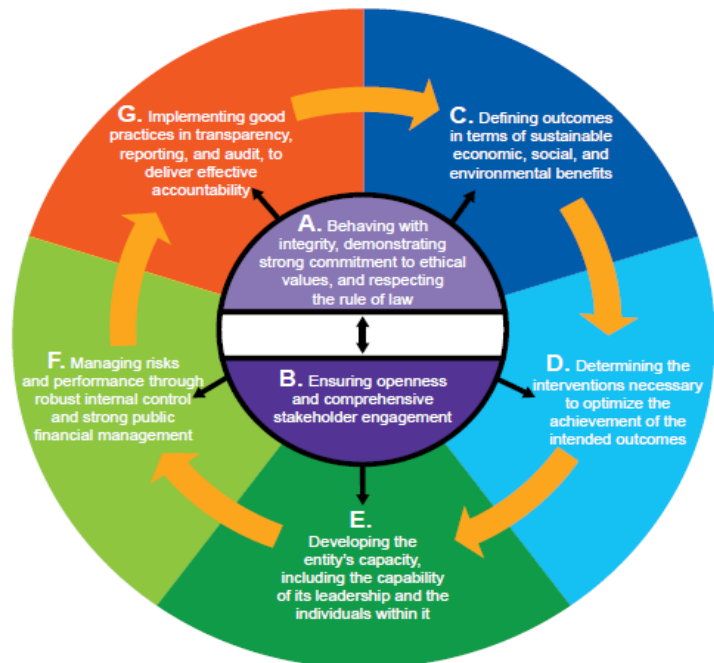 A. Behaving with
integrity, demonstrating
strong commitment to ethical
values, and respecting
the rule of law
B. Ensuring openness
and comprehensive
stakeholder engagement
C. Defining outcomes
in terms of sustainable
economic, social, and
environmental benefits
D. Determining the
interventions necessary
to optimize the
achievement of the
intended outcomes
E.
Developing the
entity's capacity,
including the capability
of its leadership and the
individuals within it
F. Managing risks
and performance through
robust internal control
and strong public
financial management
G. Implementing good
practices in transparency,
reporting, and audit, to
deliver effective
accountability